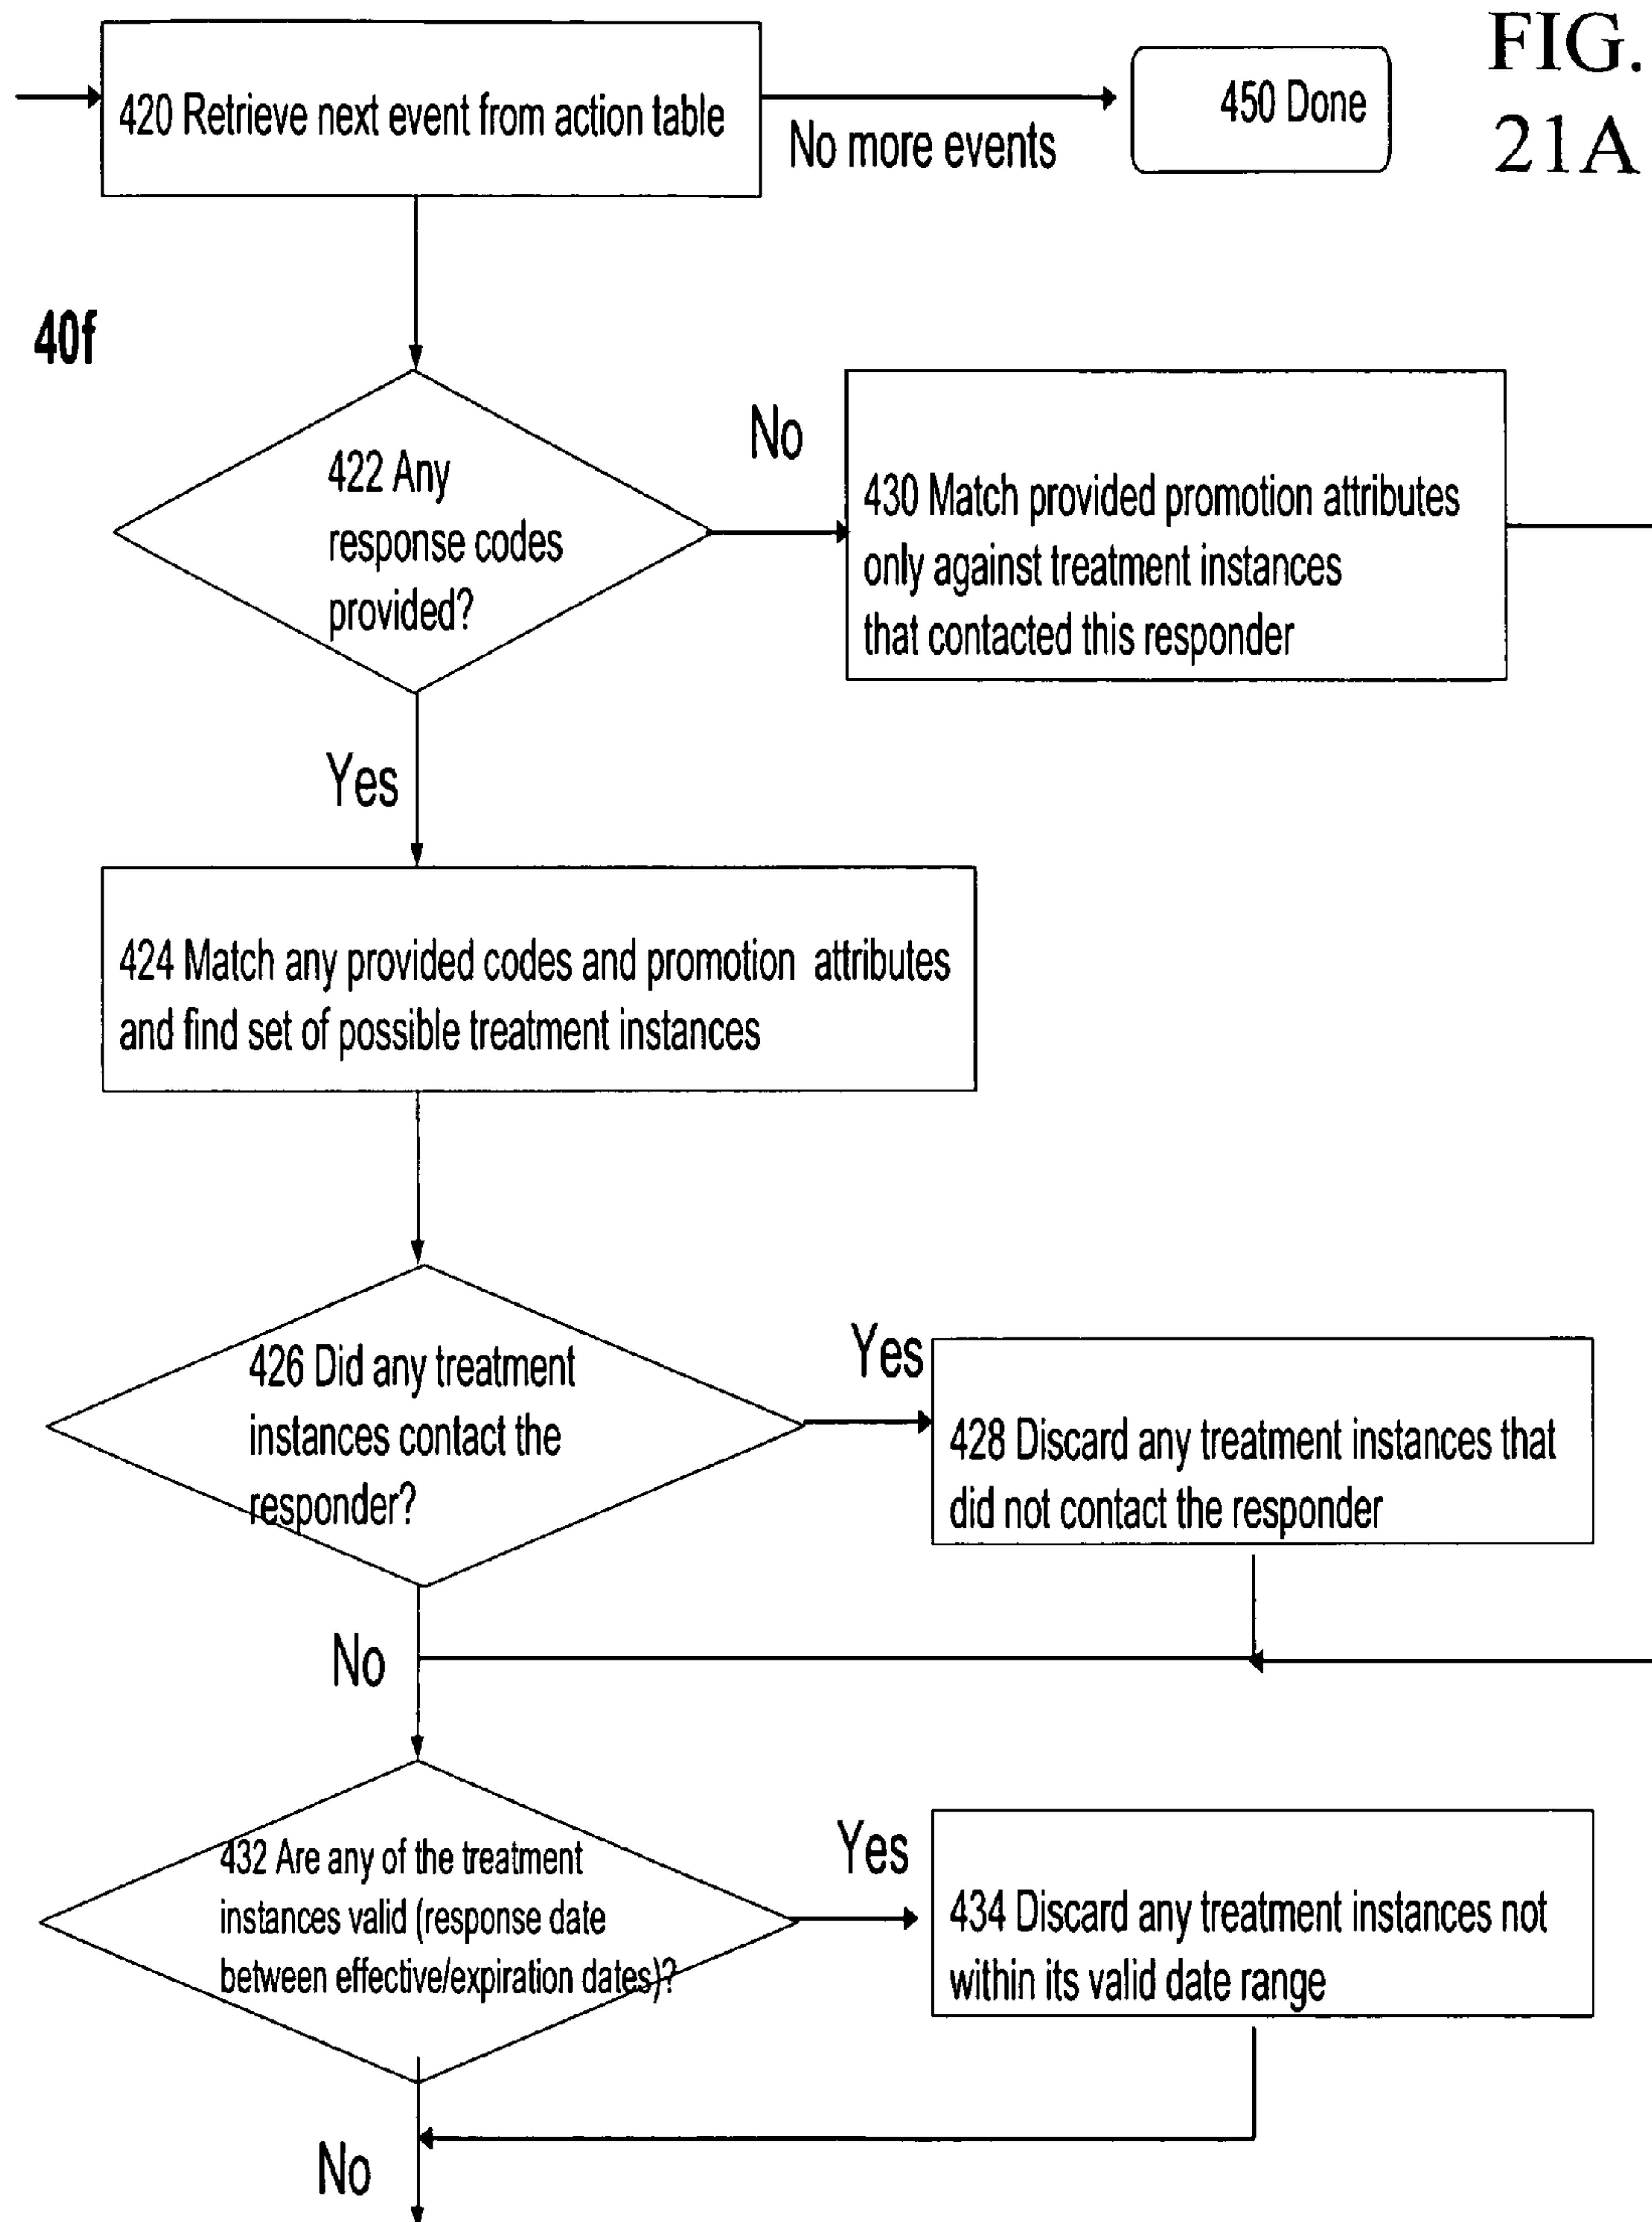 FIG.
21A
420 Retrieve next event from action table
No more events
450 Done
40f
422 Any
response codes
provided?
No
430 Match provided promotion attributes
only against treatment instances
that contacted this responder
Yes
424 Match any provided codes and promotion attributes
and find set of possible treatment instances
426 Did any treatment
instances contact the
responder?
Yes
428 Discard any treatment instances that
did not contact the responder
No
432 Are any of the treatment
instances valid (response date
between effective/expiration dates)?
Yes
434 Discard any treatment instances not
within its valid date range
No